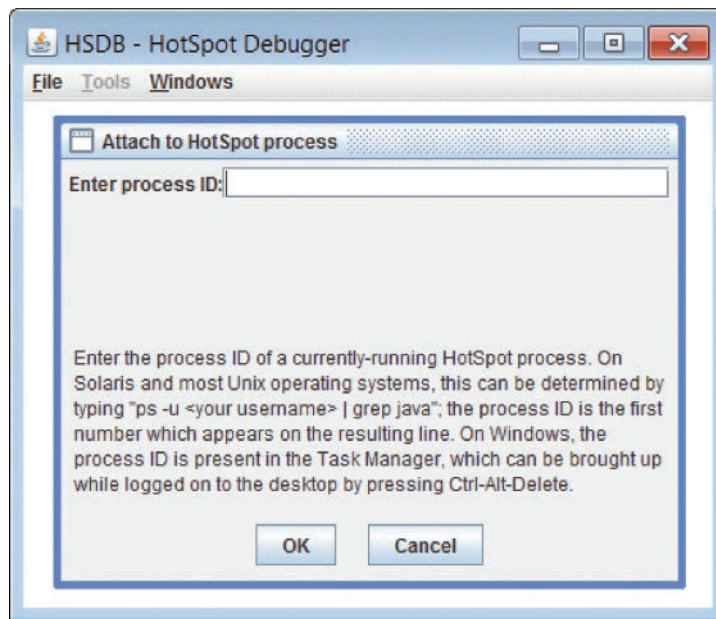 HSDB - HotSpot Debugger
File Tools Windows
Attach to HotSpot process
Enter process ID:
Enter the process ID of a currently-running HotSpot process. On
Solaris and most Unix operating systems, this can be determined by
typing "ps -u <your username> | grep java"; the process ID is the first
number which appears on the resulting line. On Windows, the
process ID is present in the Task Manager, which can be brought up
while logged on to the desktop by pressing Ctrl-Alt-Delete.
OK Cancel